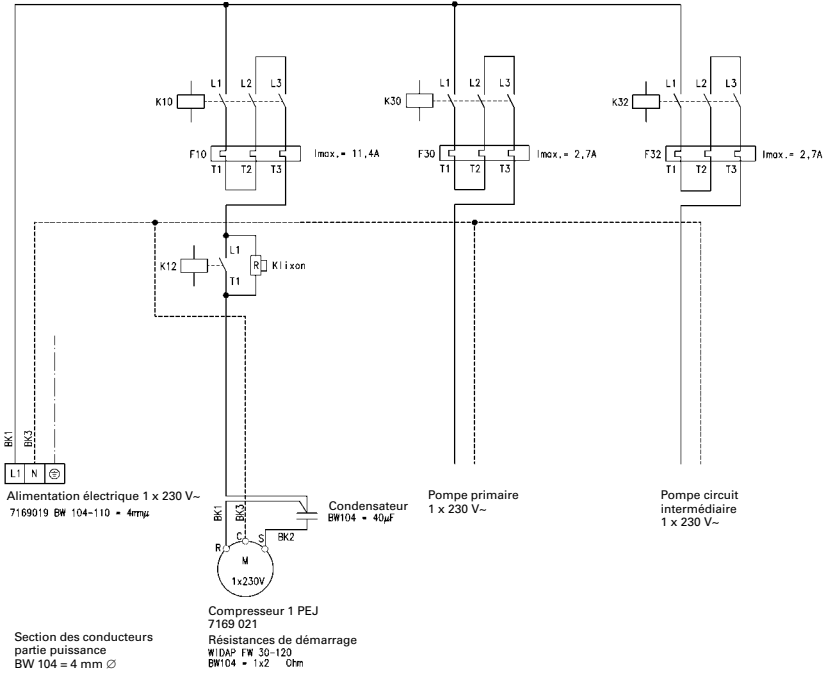 L1 L2 L3
K10
F10
Imax.= 11,4A
T1 T2 T3
L1 L2 L3
K30
F30
Imax.= 2,7A
T1 T2 T3
L1 L2 L3
K32
F32
Imax.= 2,7A
T1 T2 T3
L1
K12
R
Klixon
T1
BK1
BK3
L1 N
Alimentation électrique 1 x 230 V~
7169019 BW 104-110 = 4mmµ
BK1
BK3
Condensateur
BW104 = 40µF
BK2
R C S
M
1x230V
Pompe primaire
1 x 230 V~
Pompe circuit
intermédiaire
1 x 230 V~
Compresseur 1 PEJ
7169 021
Résistances de démarrage
WIDAP FW 30-120
BW104 = 1x2 Ohm
Section des conducteurs
partie puissance
BW 104 = 4 mm ∅